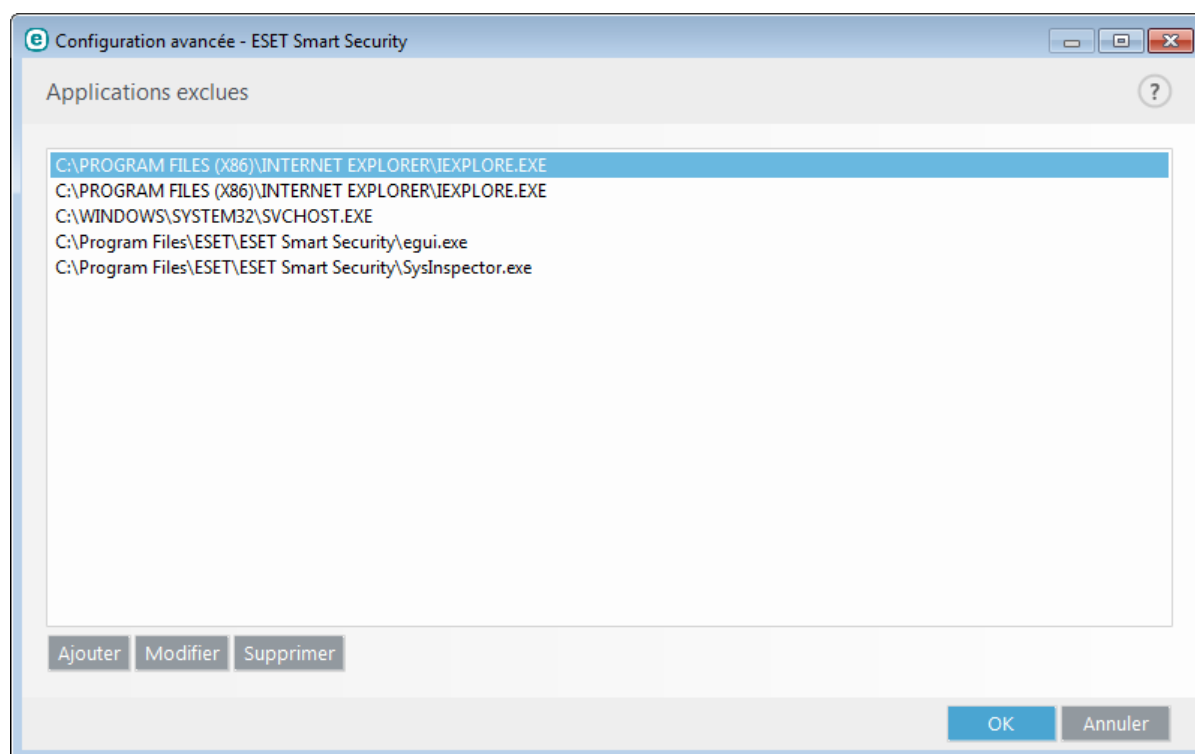 Configuration avancée - ESET Smart Security
Applications exclues
?
C:\PROGRAM FILES (X86)\INTERNET EXPLORER\IEXPLORE.EXE
C:\PROGRAM FILES (X86)\INTERNET EXPLORER\IEXPLORE.EXE
C:\WINDOWS\SYSTEM32\SVCHOST.EXE
C:\Program Files\ESET\ESET Smart Security\egui.exe
C:\Program Files\ESET\ESET Smart Security\SysInspector.exe
Ajouter Modifier Supprimer
OK Annuler